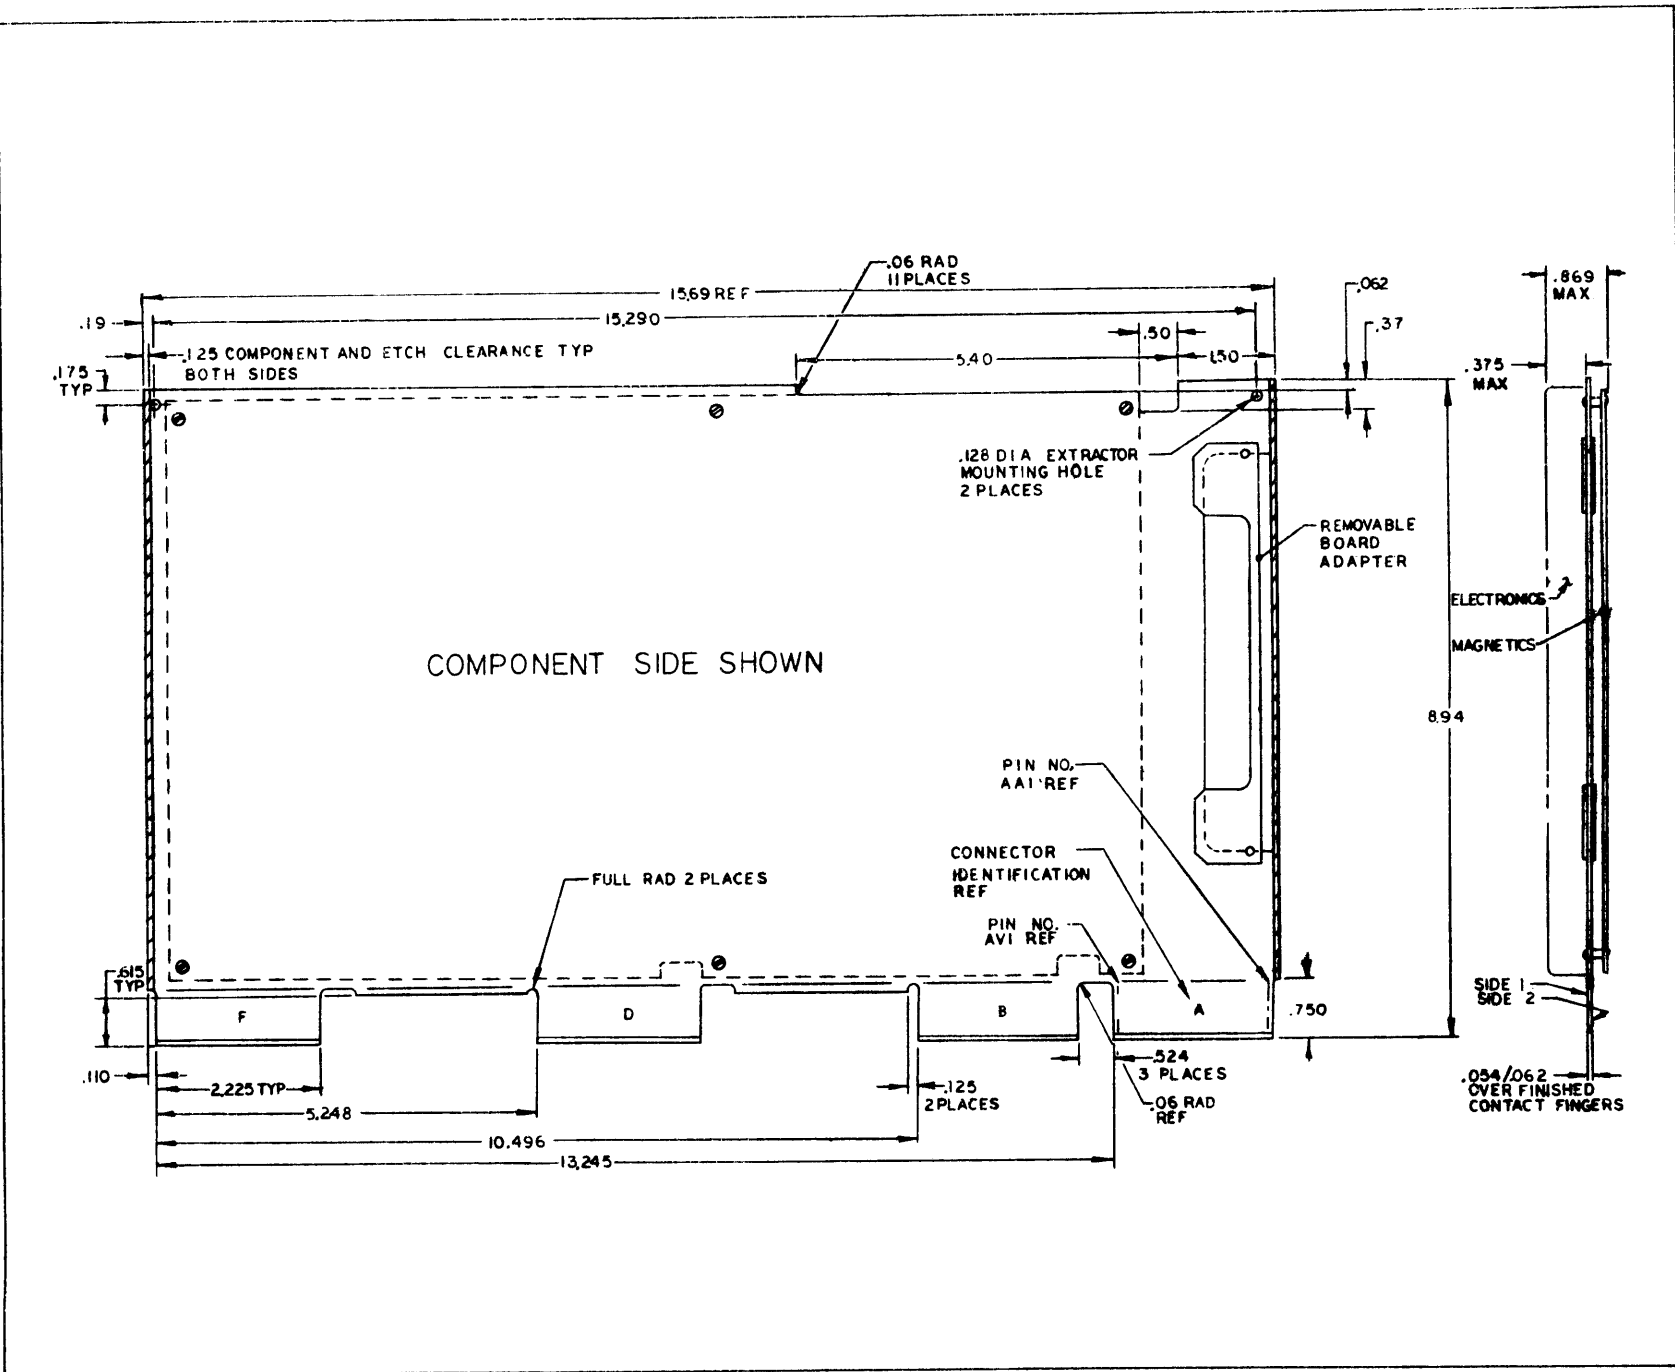 .06 RAD
11 PLACES
15.69 REF
.062
.869
MAX
.19
15.290
.50
.37
.125 COMPONENT AND ETCH CLEARANCE TYP
BOTH SIDES
5.40
1.50
.175
TYP
.375
MAX
.128 DIA EXTRACTOR
MOUNTING HOLE
2 PLACES
REMOVABLE
BOARD
ADAPTER
ELECTRONICS
MAGNETICS
COMPONENT SIDE SHOWN
8.94
PIN NO.
AA1 REF
CONNECTOR
IDENTIFICATION
REF
FULL RAD 2 PLACES
PIN NO.
AV1 REF
.615
TYP
SIDE 1
SIDE 2
F
D
B
A
.750
.110
2.225 TYP
.125
2 PLACES
.524
3 PLACES
.06 RAD
REF
.054/.062
OVER FINISHED
CONTACT FINGERS
5.248
10.496
13.245